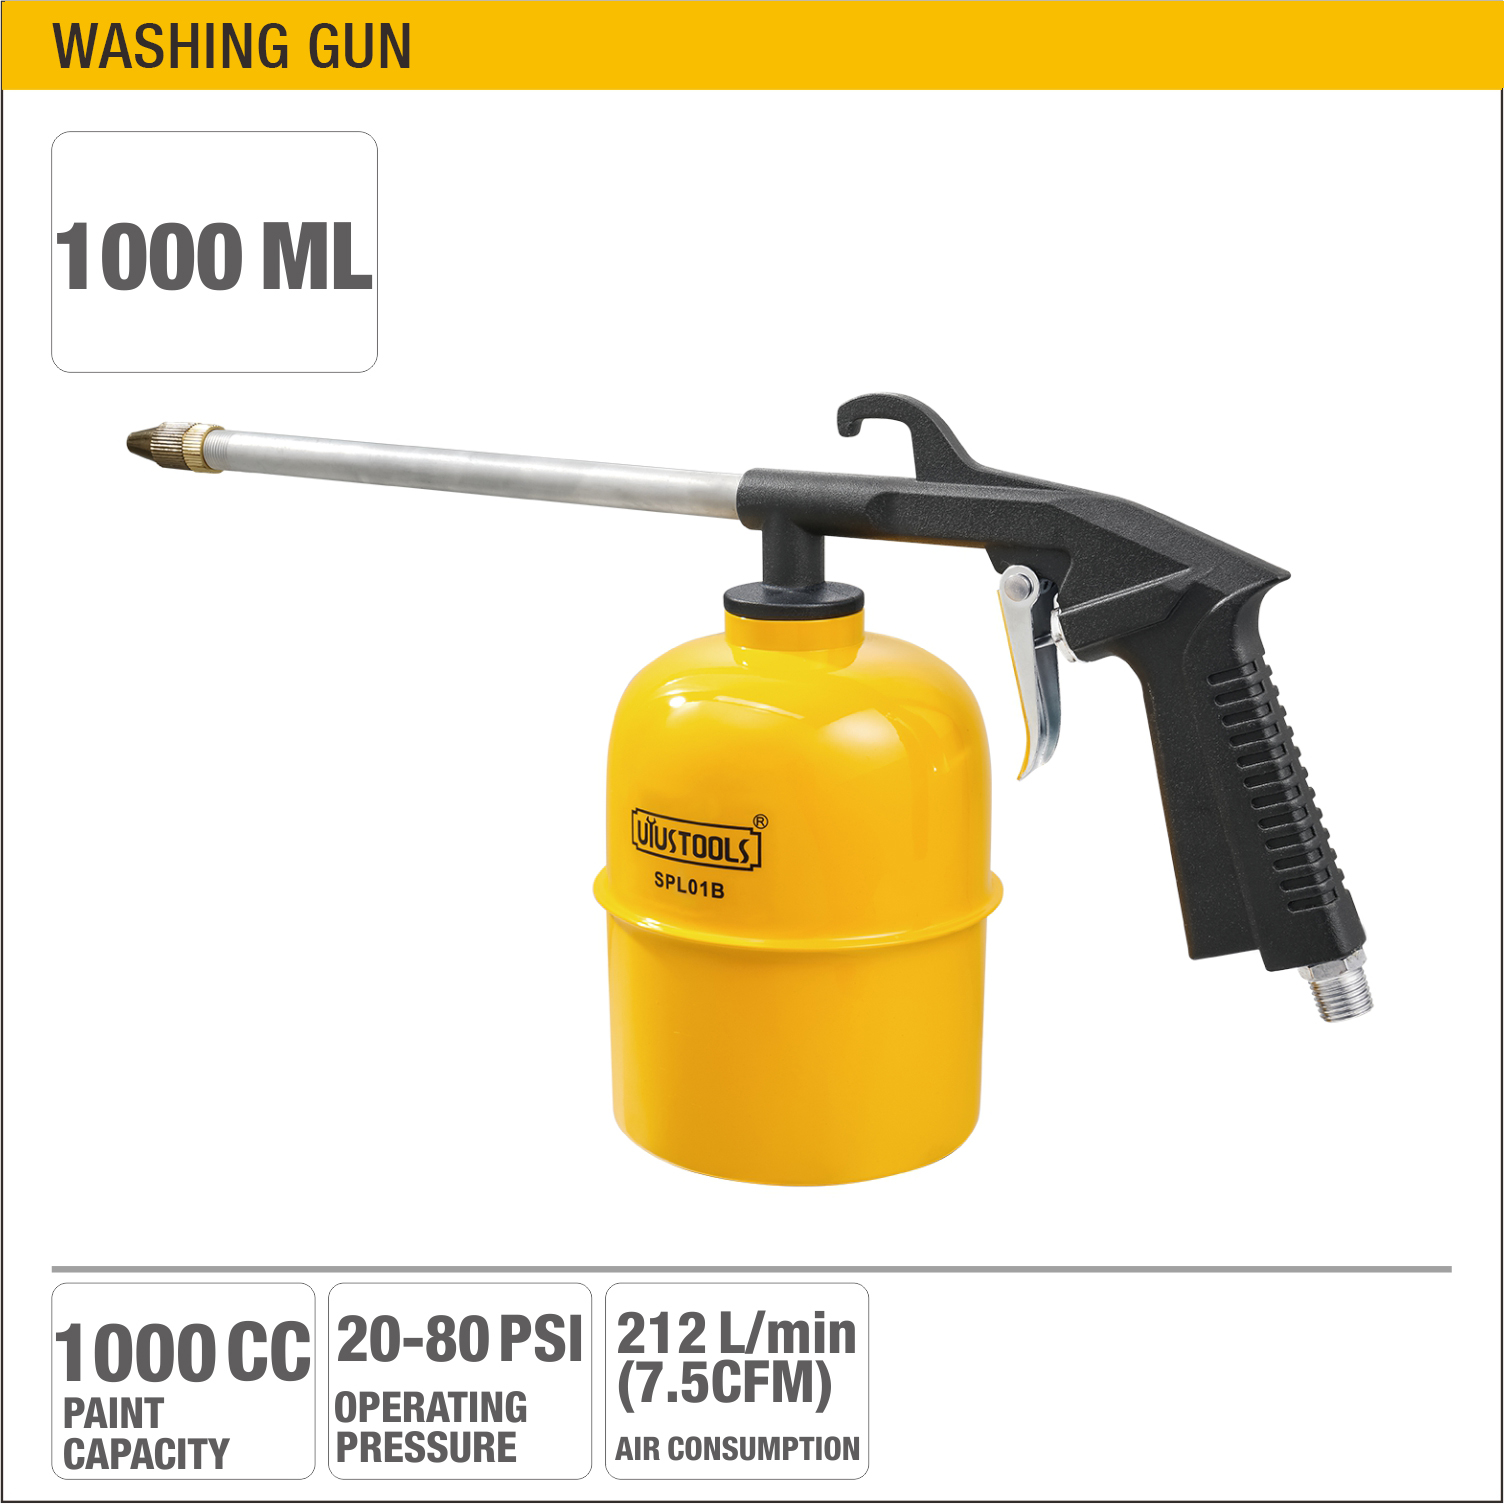 WASHING GUN
1000 ML
UYUSTOOLS®
SPL01B
1000 CC
PAINT
CAPACITY
20-80 PSI
OPERATING
PRESSURE
212 L/min
(7.5CFM)
AIR CONSUMPTION